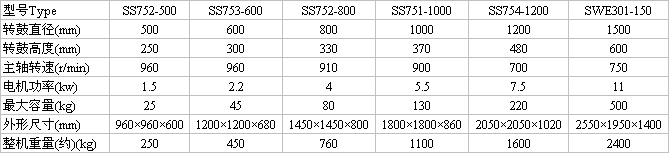 型号Type SS752-500 SS753-600 SS752-800 SS751-1000 SS754-1200 SWE301-150
转鼓直径(mm) 500 600 800 1000 1200 1500
转鼓高度(mm) 250 300 330 370 480 600
主轴转速(r/min) 960 960 910 900 700 750
电机功率(kw) 1.5 2.2 4 5.5 7.5 11
最大容量(kg) 25 45 80 130 220 500
外形尺寸(mm) 960×960×600 1200×1200×680 1450×1450×800 1800×1800×860 2050×2050×1020 2550×1950×1400
整机重量(约)(kg) 250 450 760 1100 1600 2400